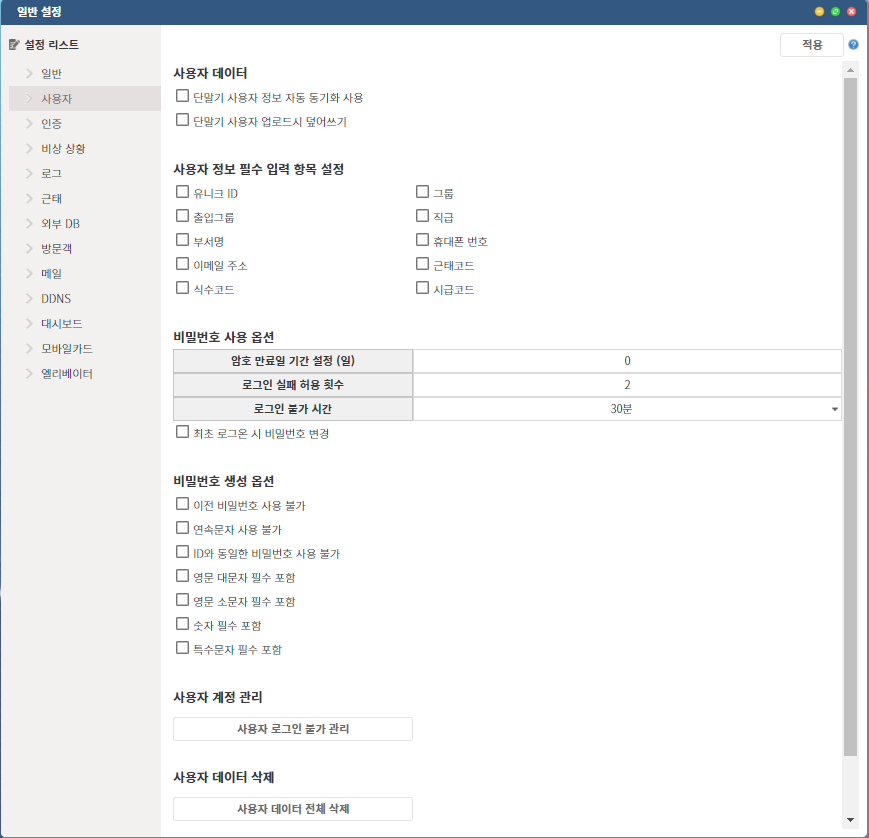 일반 설정
설정 리스트
일반
사용자
인증
비상 상황
로그
근태
외부 DB
방문객
메일
DDNS
대시보드
모바일카드
엘리베이터
적용
?
사용자 데이터
단말기 사용자 정보 자동 동기화 사용
단말기 사용자 업로드시 덮어쓰기
사용자 정보 필수 입력 항목 설정
유니크 ID
그룹
출입그룹
직급
부서명
휴대폰 번호
이메일 주소
근태코드
식수코드
시급코드
비밀번호 사용 옵션
암호 만료일 기간 설정 (일) 0
로그인 실패 허용 횟수 2
로그인 불가 시간 30분
최초 로그온 시 비밀번호 변경
비밀번호 생성 옵션
이전 비밀번호 사용 불가
연속문자 사용 불가
ID와 동일한 비밀번호 사용 불가
영문 대문자 필수 포함
영문 소문자 필수 포함
숫자 필수 포함
특수문자 필수 포함
사용자 계정 관리
사용자 로그인 불가 관리
사용자 데이터 삭제
사용자 데이터 전체 삭제